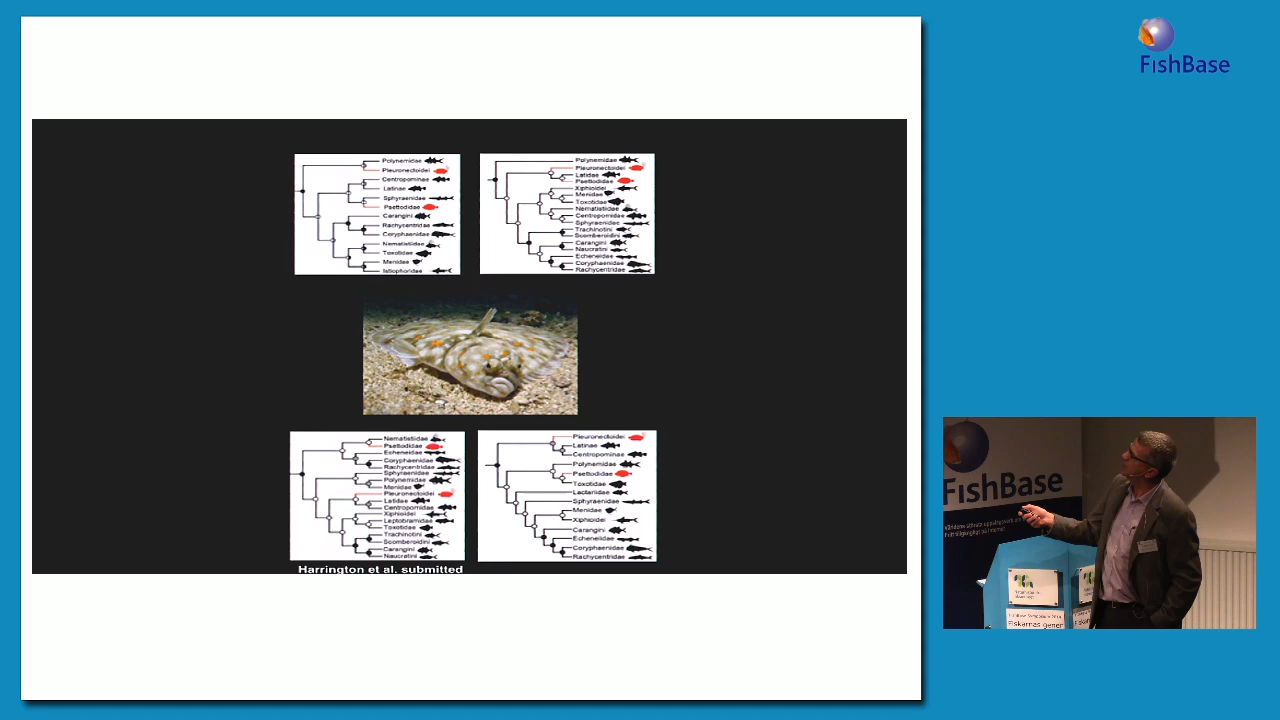 FishBase
Polynemidae
Pleuronectoidei
Centropominae
Latinae
Sphyraenidae
Psettodidae
Carangini
Rachycentridae
Coryphaenidae
Nematistiidae
Toxotidae
Menidae
Istiophoridae
Polynemidae
Pleuronectoidei
Latidae
Psettodidae
Xiphioidei
Menidae
Toxotidae
Nematistiidae
Centropomidae
Sphyraenidae
Trachinotini
Scomberoidini
Carangini
Naucratini
Echeneidae
Coryphaenidae
Rachycentridae
Nematistiidae
Psettodidae
Echeneidae
Coryphaenidae
Rachycentridae
Sphyraenidae
Polynemidae
Menidae
Pleuronectoidei
Latidae
Centropomidae
Xiphioidei
Leptobramidae
Toxotidae
Trachinotini
Scomberoidini
Carangini
Naucratini
Pleuronectoidei
Latinae
Centropominae
Polynemidae
Psettodidae
Toxotidae
Lactariidae
Sphyraenidae
Menidae
Xiphioidei
Carangini
Echeneidae
Coryphaenidae
Rachycentridae
Harrington et al. submitted
FishBase
Fiskarnas gener